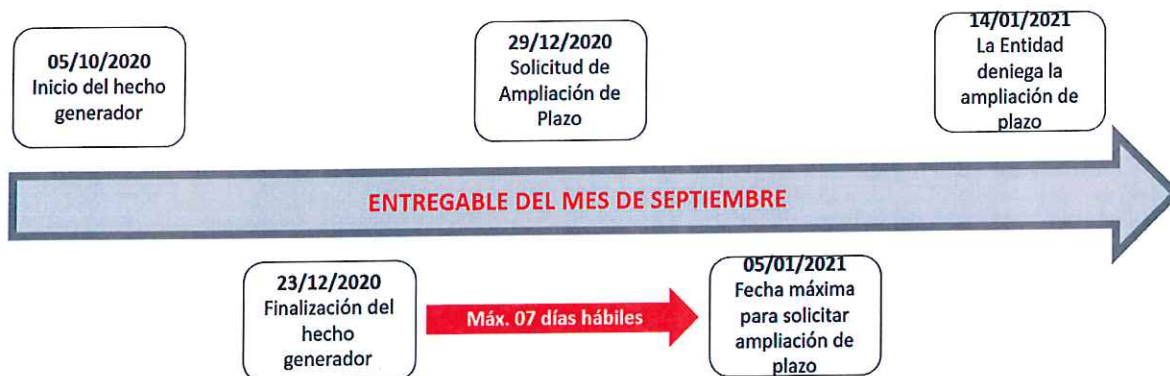 05/10/2020
Inicio del hecho
generador
29/12/2020
Solicitud de
Ampliación de
Plazo
14/01/2021
La Entidad
deniega la
ampliación de
plazo
ENTREGABLE DEL MES DE SEPTIEMBRE
23/12/2020
Finalización del
hecho
generador
Máx. 07 días hábiles
05/01/2021
Fecha máxima
para solicitar
ampliación de
plazo